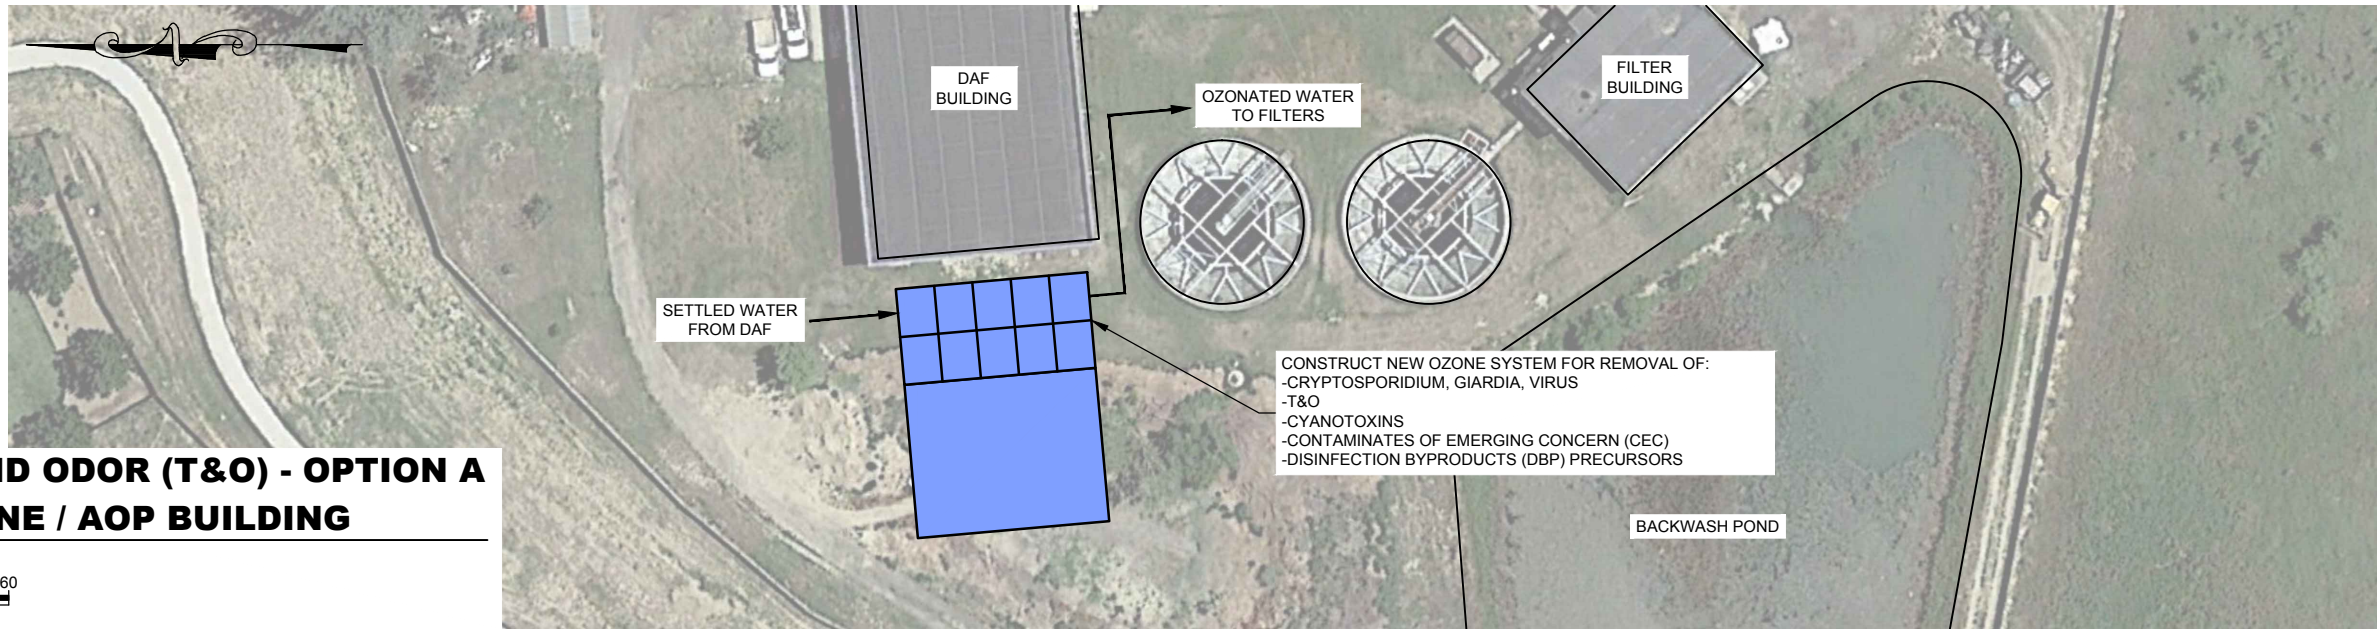 DAF
BUILDING
FILTER
BUILDING
OZONATED WATER
TO FILTERS
SETTLED WATER
FROM DAF
CONSTRUCT NEW OZONE SYSTEM FOR REMOVAL OF:
-CRYPTOSPORIDIUM, GIARDIA, VIRUS
-T&O
-CYANOTOXINS
-CONTAMINATES OF EMERGING CONCERN (CEC)
-DISINFECTION BYPRODUCTS (DBP) PRECURSORS
BACKWASH POND
ODOR (T&O) - OPTION A
/ AOP BUILDING
60